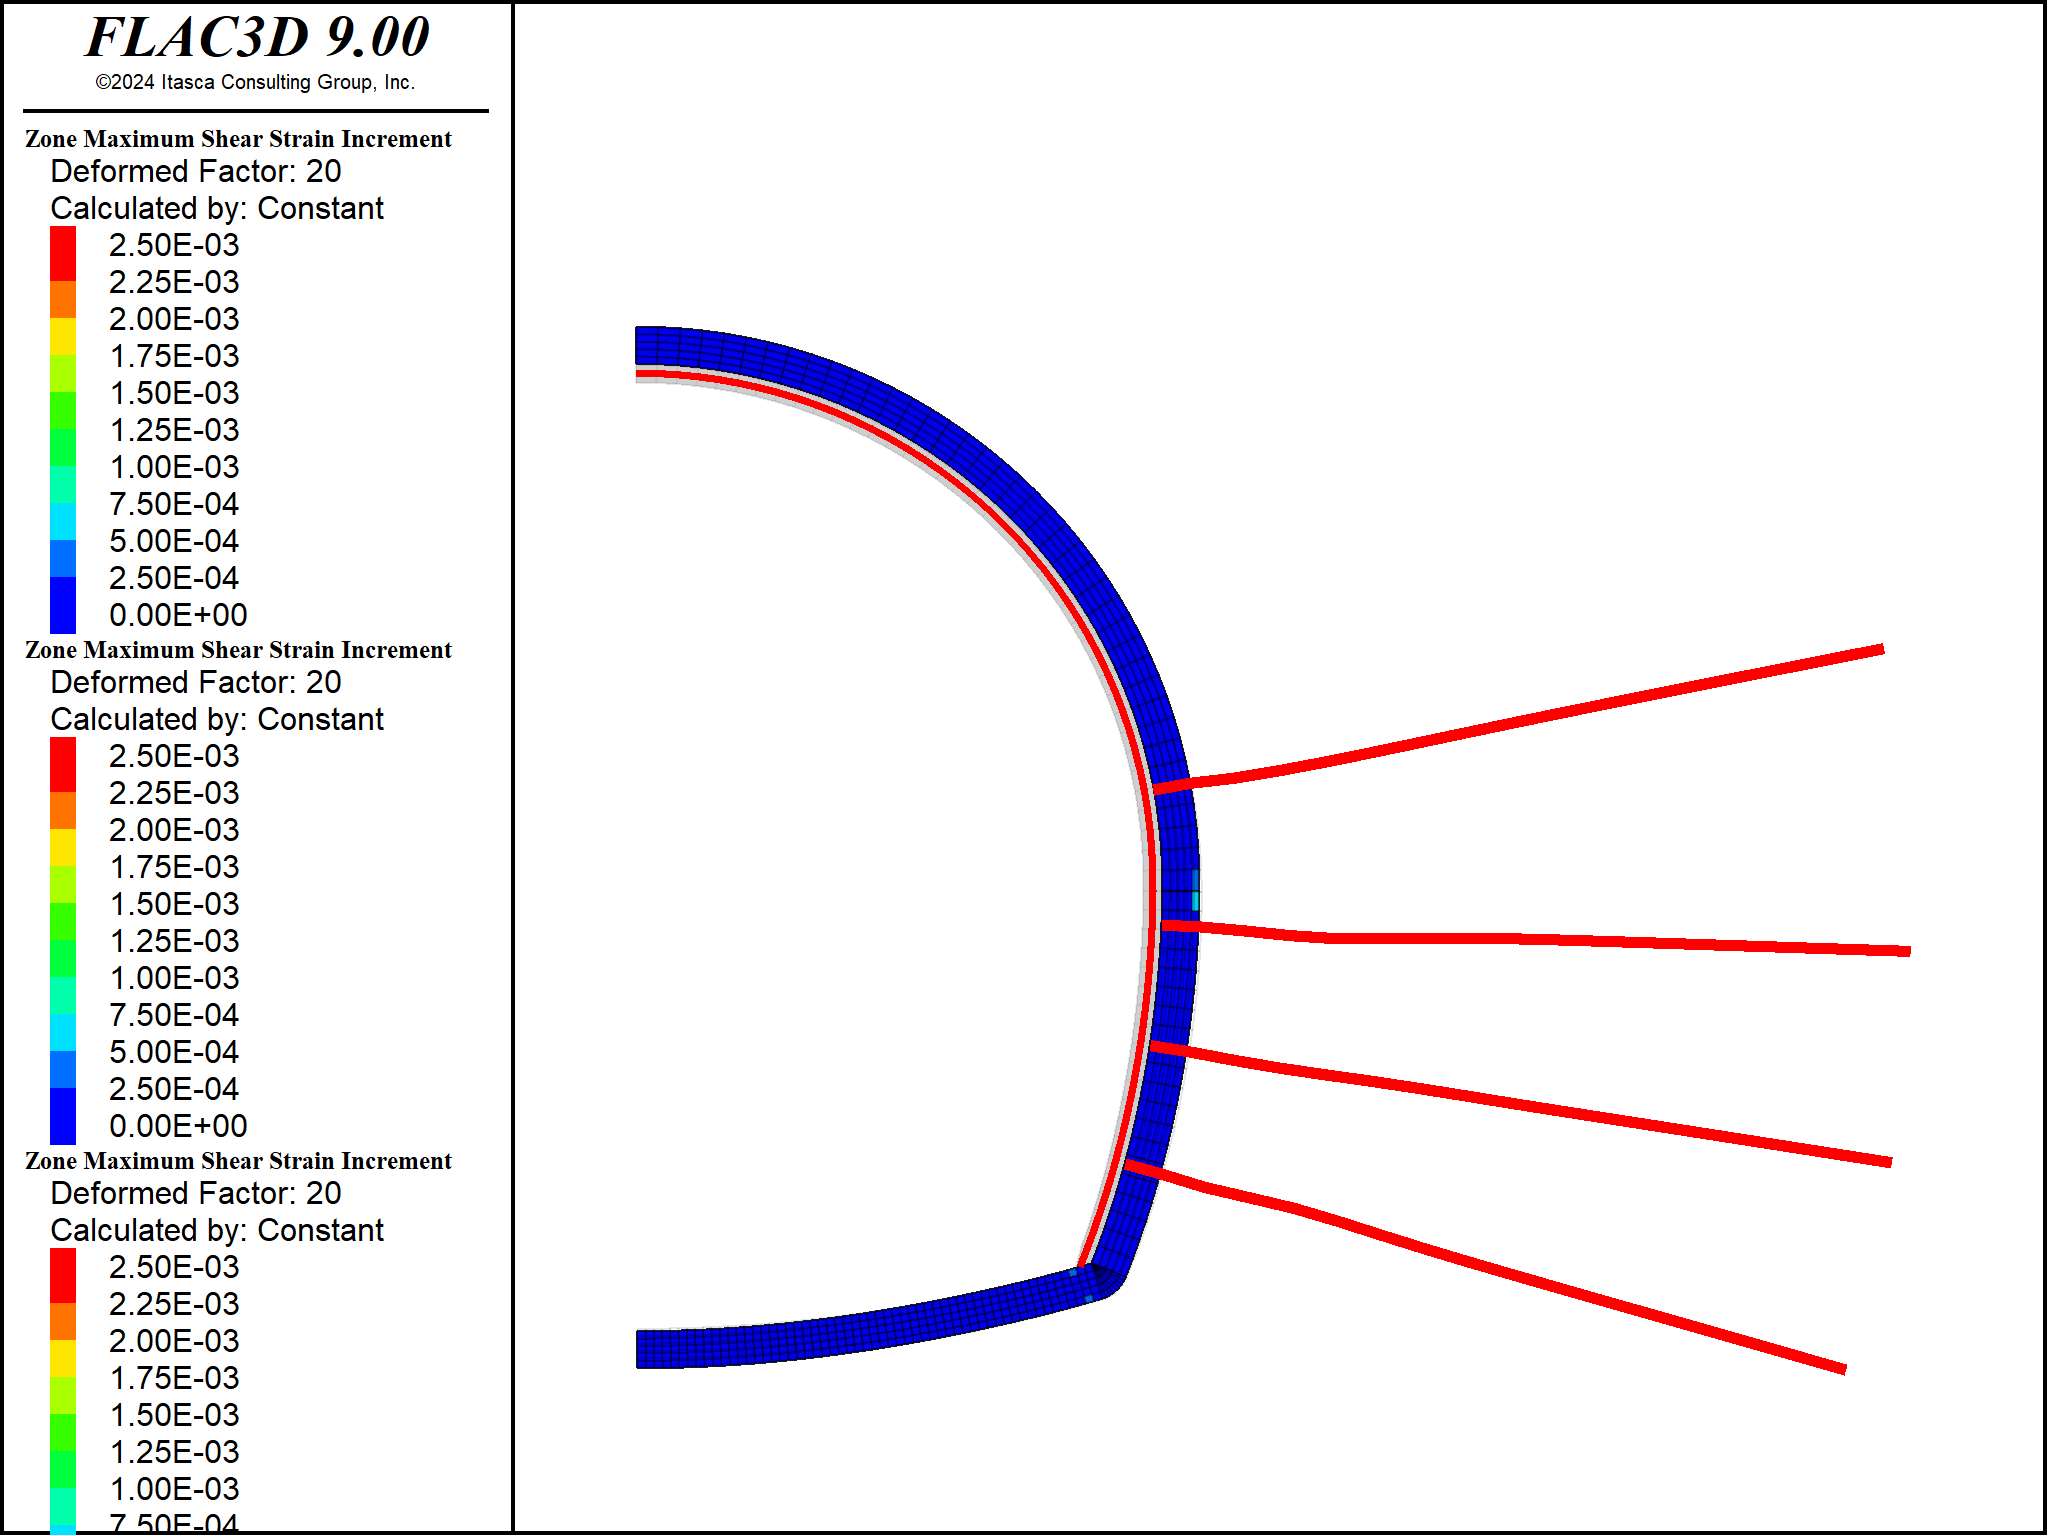 FLAC3D 9.00
©2024 Itasca Consulting Group, Inc.
Zone Maximum Shear Strain Increment
Deformed Factor: 20
Calculated by: Constant
2.50E-03
2.25E-03
2.00E-03
1.75E-03
1.50E-03
1.25E-03
1.00E-03
7.50E-04
5.00E-04
2.50E-04
0.00E+00
Zone Maximum Shear Strain Increment
Deformed Factor: 20
Calculated by: Constant
2.50E-03
2.25E-03
2.00E-03
1.75E-03
1.50E-03
1.25E-03
1.00E-03
7.50E-04
5.00E-04
2.50E-04
0.00E+00
Zone Maximum Shear Strain Increment
Deformed Factor: 20
Calculated by: Constant
2.50E-03
2.25E-03
2.00E-03
1.75E-03
1.50E-03
1.25E-03
1.00E-03
7.50E-04